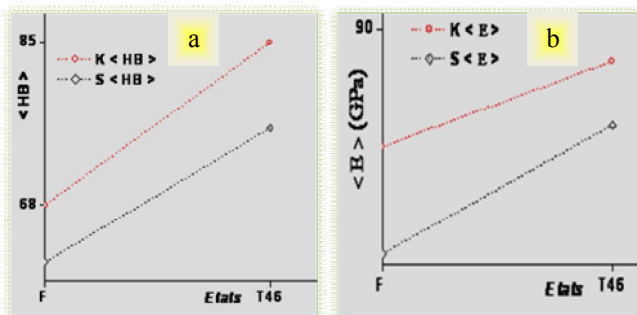 a
85
K < HB >
S < HB >
< HB >
68
F
Etats
T46
b
90
K < E >
S < E >
< E > (GPa)
F
Etats
T46